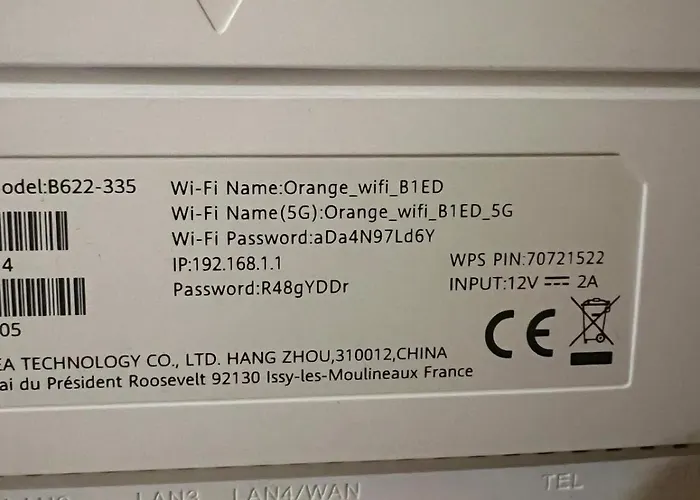 odel:B622-335
Wi-Fi Name:Orange_wifi_B1ED
Wi-Fi Name(5G):Orange_wifi_B1ED_5G
Wi-Fi Password:aDa4N97Ld6Y
4
IP:192.168.1.1
WPS PIN:70721522
Password:R48gYDDr
INPUT:12V ⎓ 2A
05
CE
EA TECHNOLOGY CO., LTD. HANG ZHOU,310012,CHINA
ai du Président Roosevelt 92130 Issy-les-Moulineaux France
LAN3 LAN4/WAN TEL